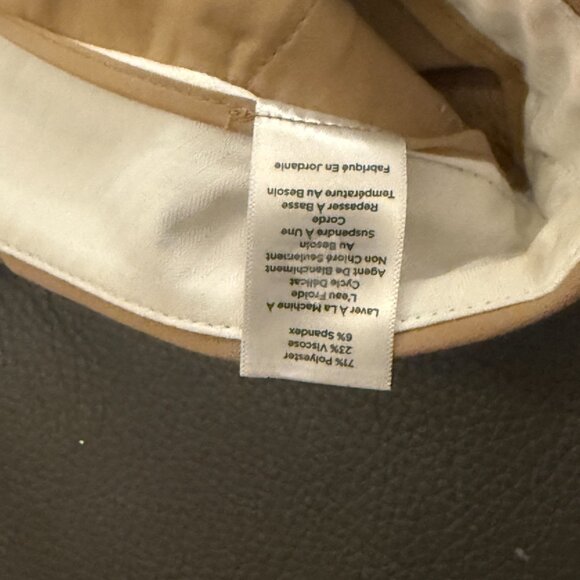 71% Polyester
23% Viscose
6% Spandex
Laver À La Machine À
L'eau Froide
Cycle Délicat
Agent De Blanchiment
Non Chloré Seulement
Au Besoin
Suspendre À Une
Corde
Repasser À Basse
Température Au Besoin
Fabriqué En Jordanie